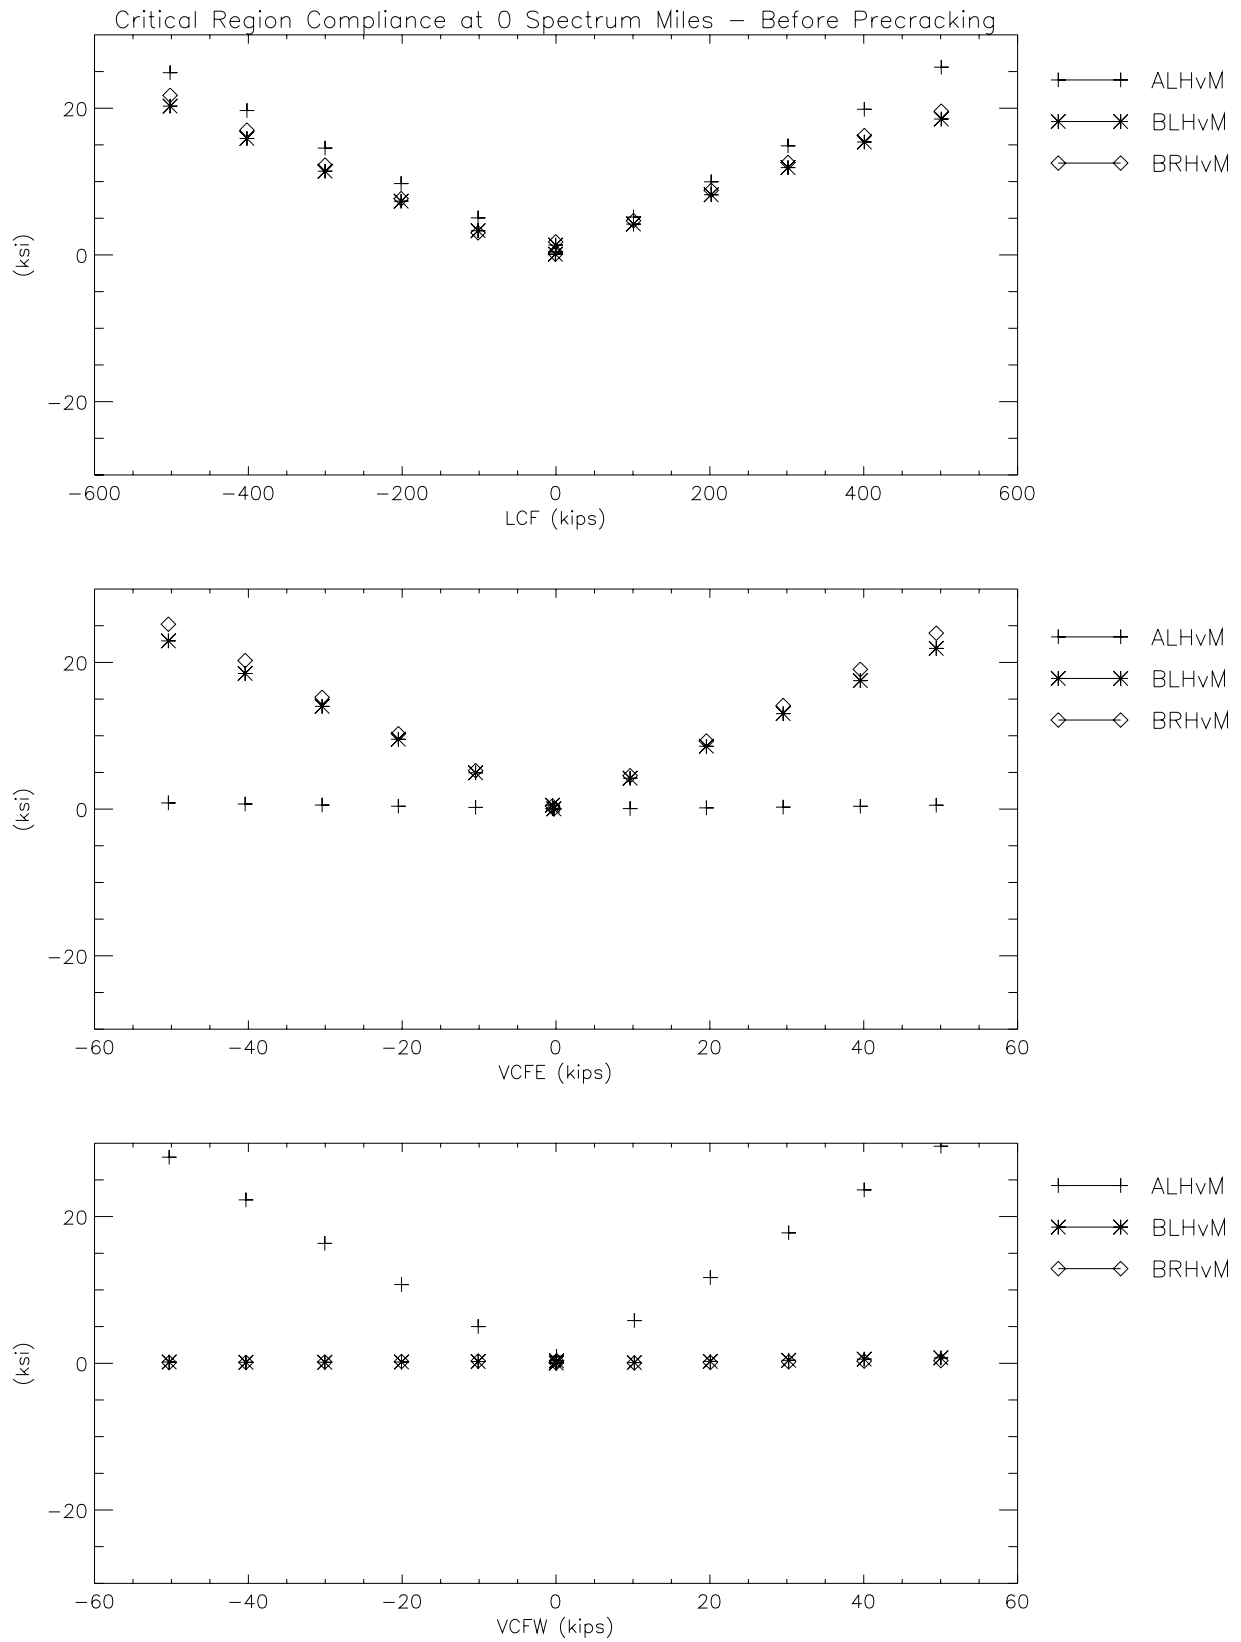 Critical Region Compliance at 0 Spectrum Miles - Before Precracking
20
0
-20
(ksi)
-600 -400 -200 0 200 400 600
LCF (kips)
ALHvM
BLHvM
BRHvM
20
0
-20
(ksi)
-60 -40 -20 0 20 40 60
VCFE (kips)
ALHvM
BLHvM
BRHvM
20
0
-20
(ksi)
-60 -40 -20 0 20 40 60
VCFW (kips)
ALHvM
BLHvM
BRHvM